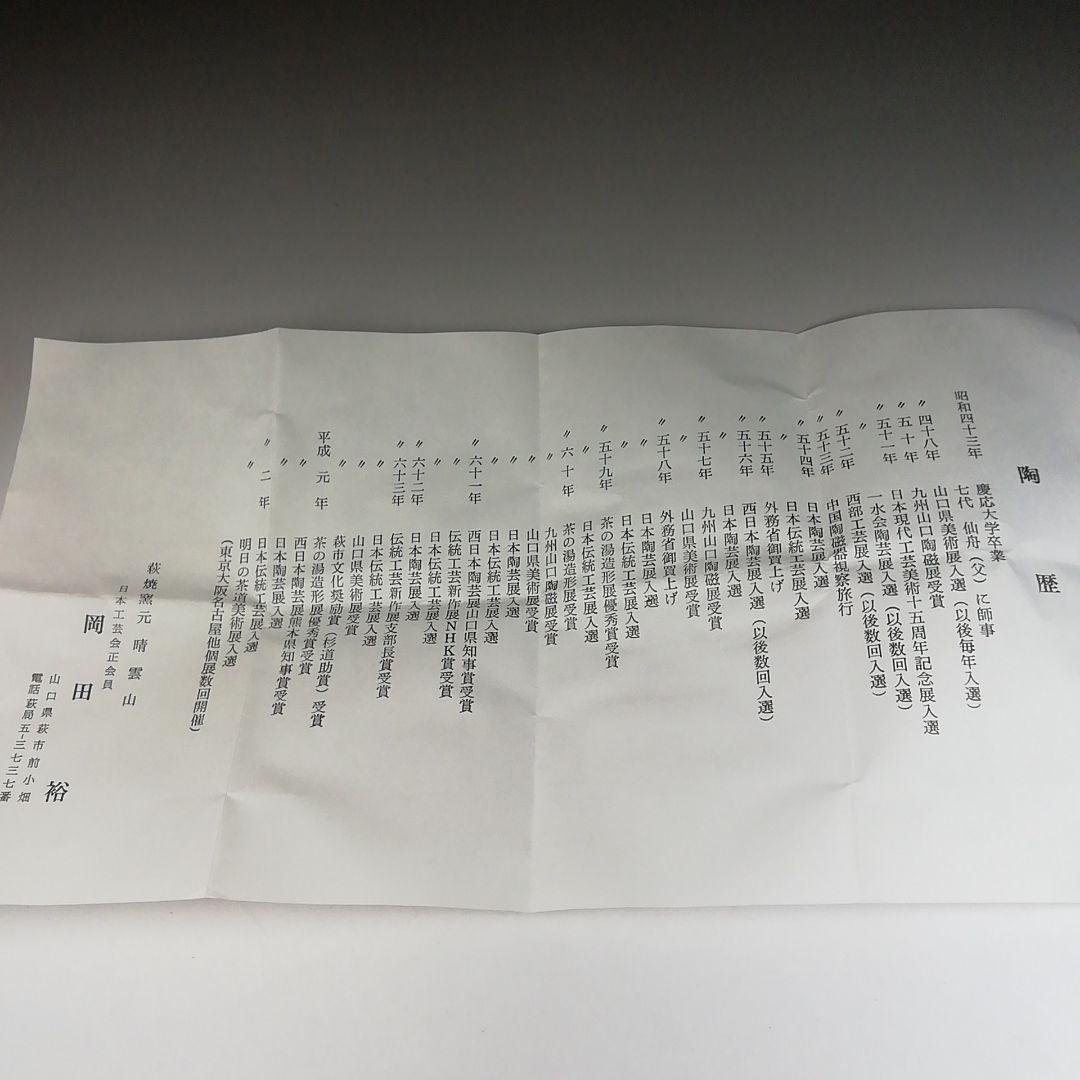 陶歴
昭和四十三年 慶応大学卒業
七代 仙舟(父)に師事
〃 四十八年 山口県美術展入選(以後毎年入選)
〃 五十年 九州山口陶磁展受賞
〃 五十一年 日本現代工芸美術十五周年記念展入選
一水会陶芸展入選(以後数回入選)
〃 五十二年 西部工芸展入選(以後数回入選)
〃 五十三年 中国陶磁器視察旅行
〃 五十四年 日本陶芸展入選
〃 日本伝統工芸展入選
〃 五十五年 外務省御買上げ
〃 五十六年 西日本陶芸展入選(以後数回入選)
〃 日本陶芸展入選
〃 五十七年 九州山口陶磁展受賞
〃 山口県美術展受賞
〃 五十八年 外務省御買上げ
〃 日本陶芸展入選
〃 日本伝統工芸展入選
〃 五十九年 茶の湯造形展優秀賞受賞
〃 日本伝統工芸展入選
〃 六十年 茶の湯造形展受賞
〃 九州山口陶磁展受賞
〃 山口県美術展受賞
〃 日本陶芸展入選
〃 日本伝統工芸展入選
〃 六十一年 西日本陶芸展山口県知事賞受賞
〃 伝統工芸新作展NHK賞受賞
〃 日本伝統工芸展入選
〃 六十二年 日本陶芸展入選
〃 六十三年 伝統工芸新作展支部長賞受賞
〃 日本伝統工芸展入選
〃 山口県美術展受賞
〃 萩市文化奨励賞(杉道助賞)受賞
平成元年 茶の湯造形展優秀賞受賞
〃 西日本陶芸展熊本県知事賞受賞
〃 日本陶芸展入選
〃 二年 日本伝統工芸展入選
〃 明日の茶道美術展入選
(東京大阪名古屋他個展数回開催)
萩焼窯元 晴雲山
日本工芸会正会員
岡田 裕
山口県萩市前小畑
電話萩局五-三七三七番